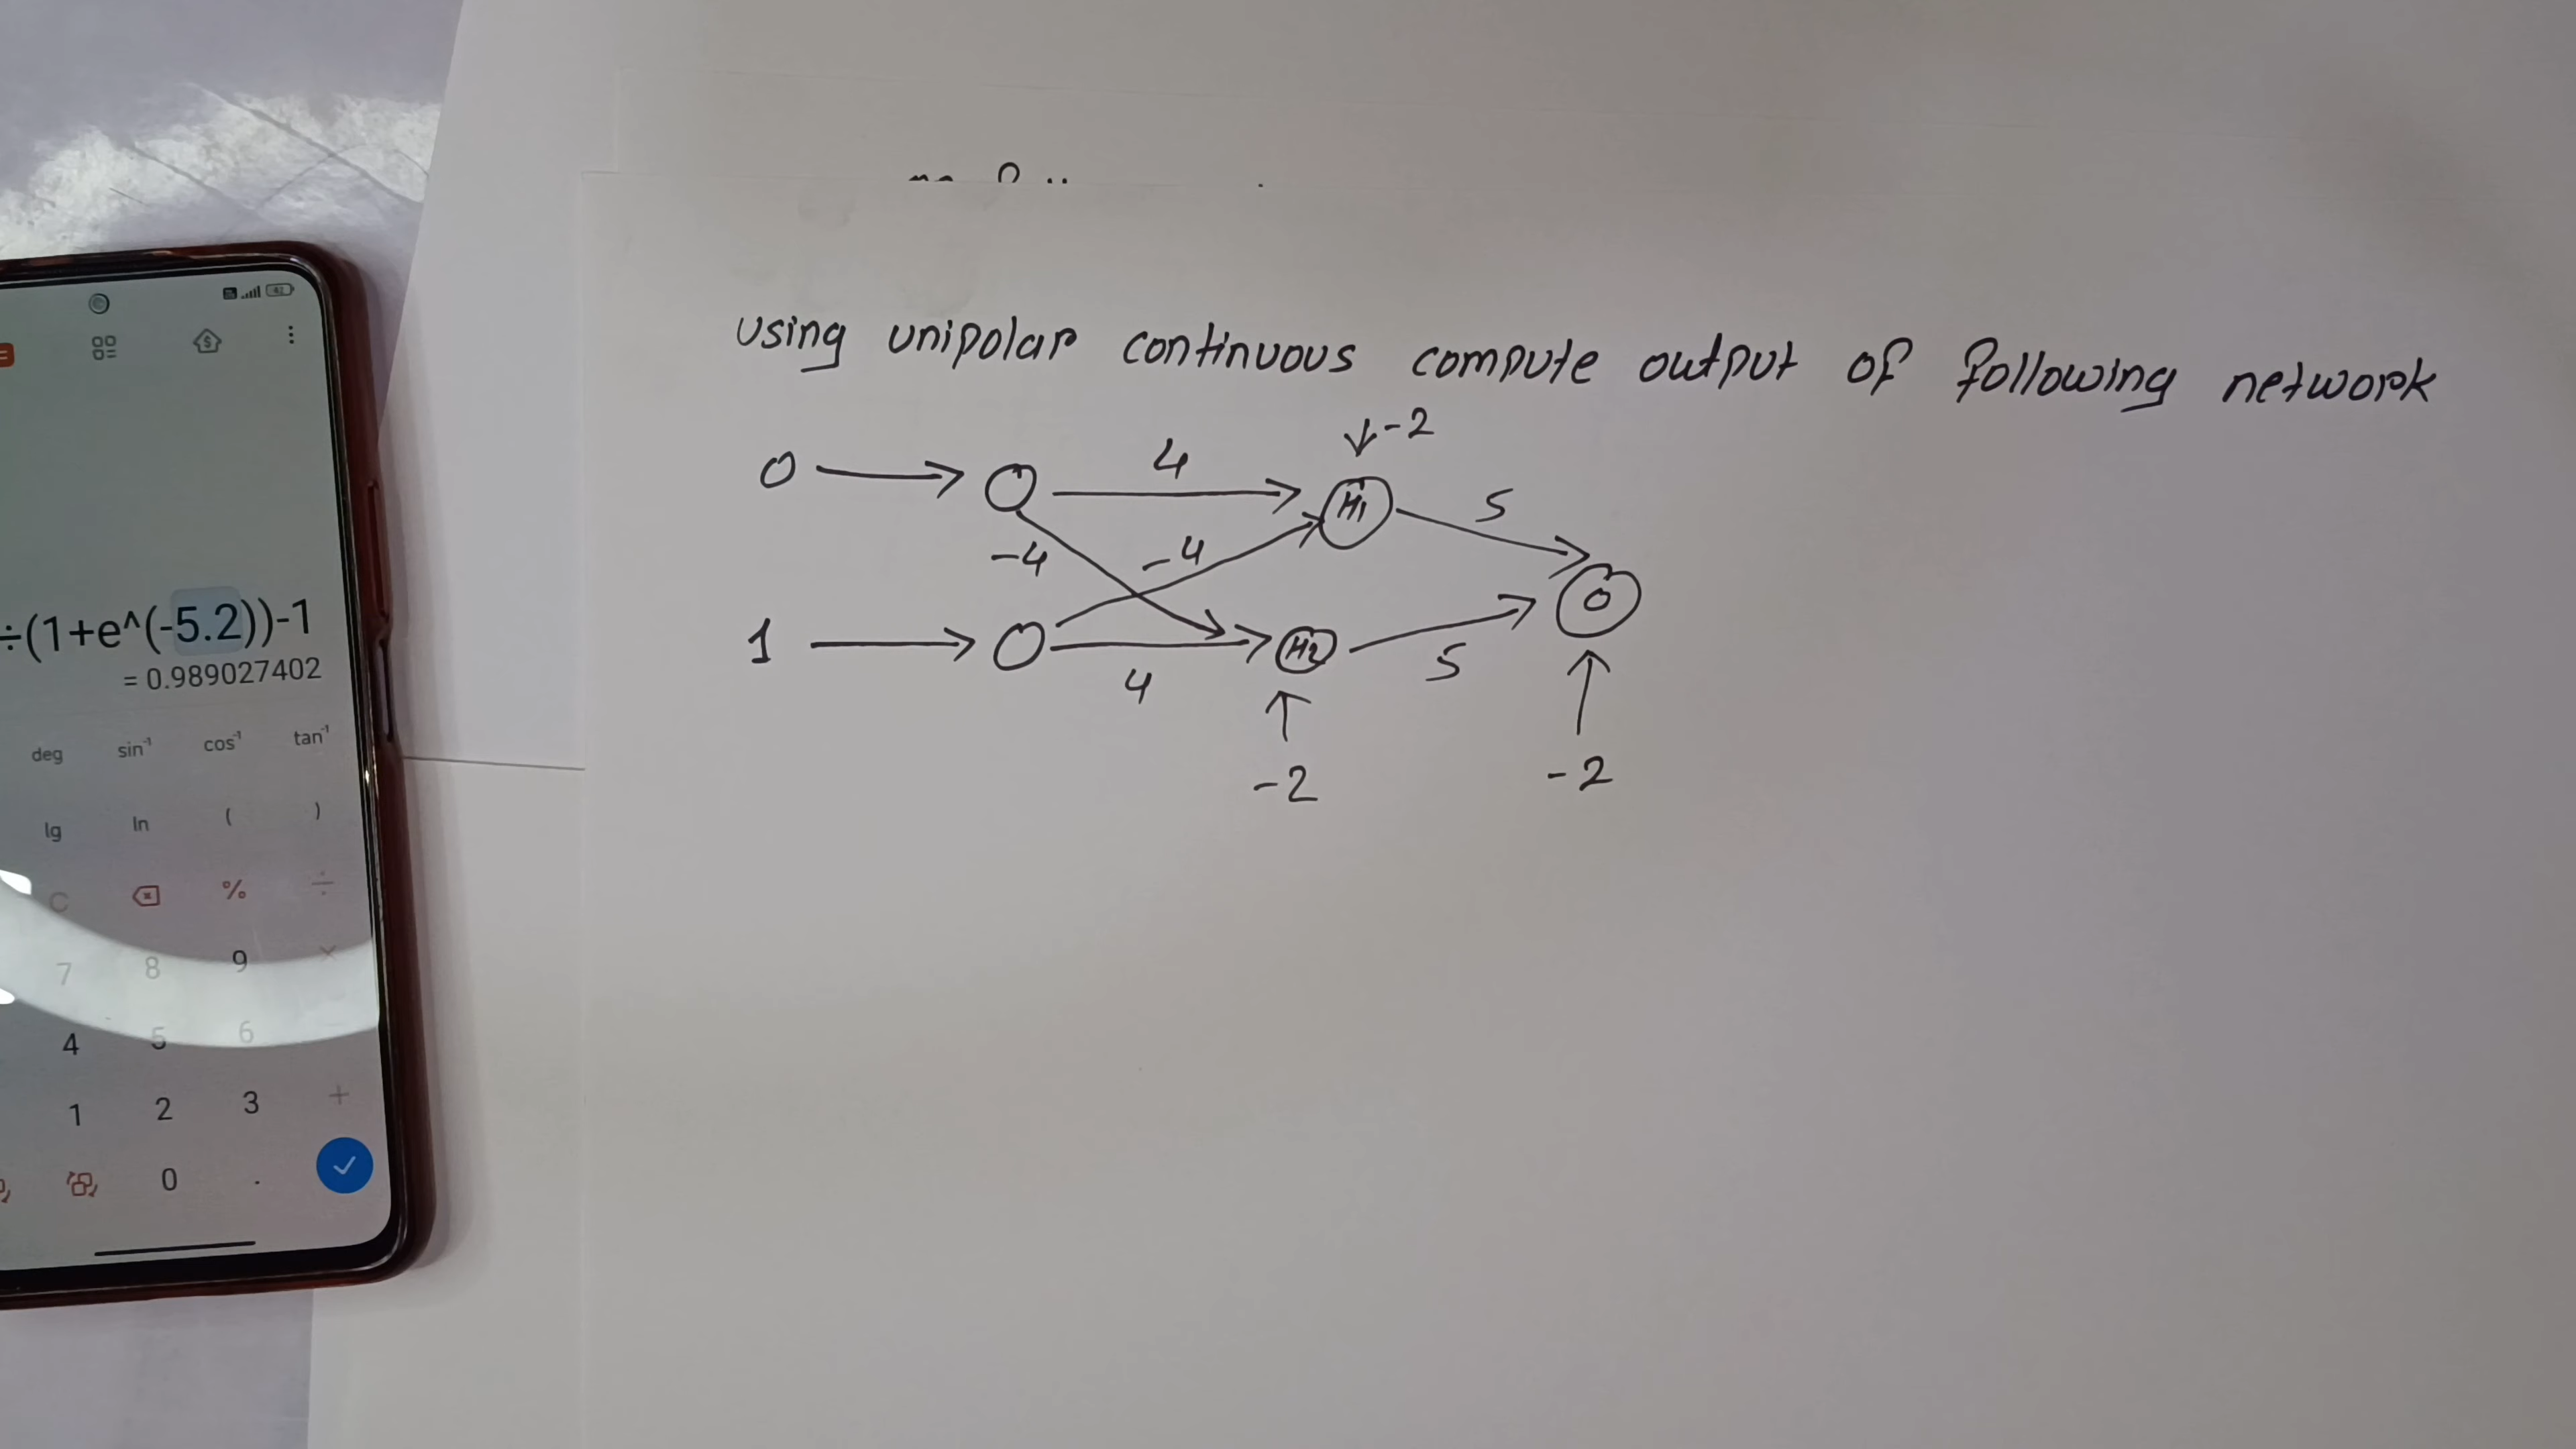 ÷(1+e^(-5.2))-1
= 0.989027402
deg sin⁻¹ cos⁻¹ tan⁻¹
lg ln ( )
C % ÷
7 8 9 ×
4 5 6
1 2 3 +
0 .
using unipolar continuous compute output of following network
↓ -2
0 → 4 H1 5
-4 -4
0
1 → 4 H2 5
↑ ↑
-2 -2